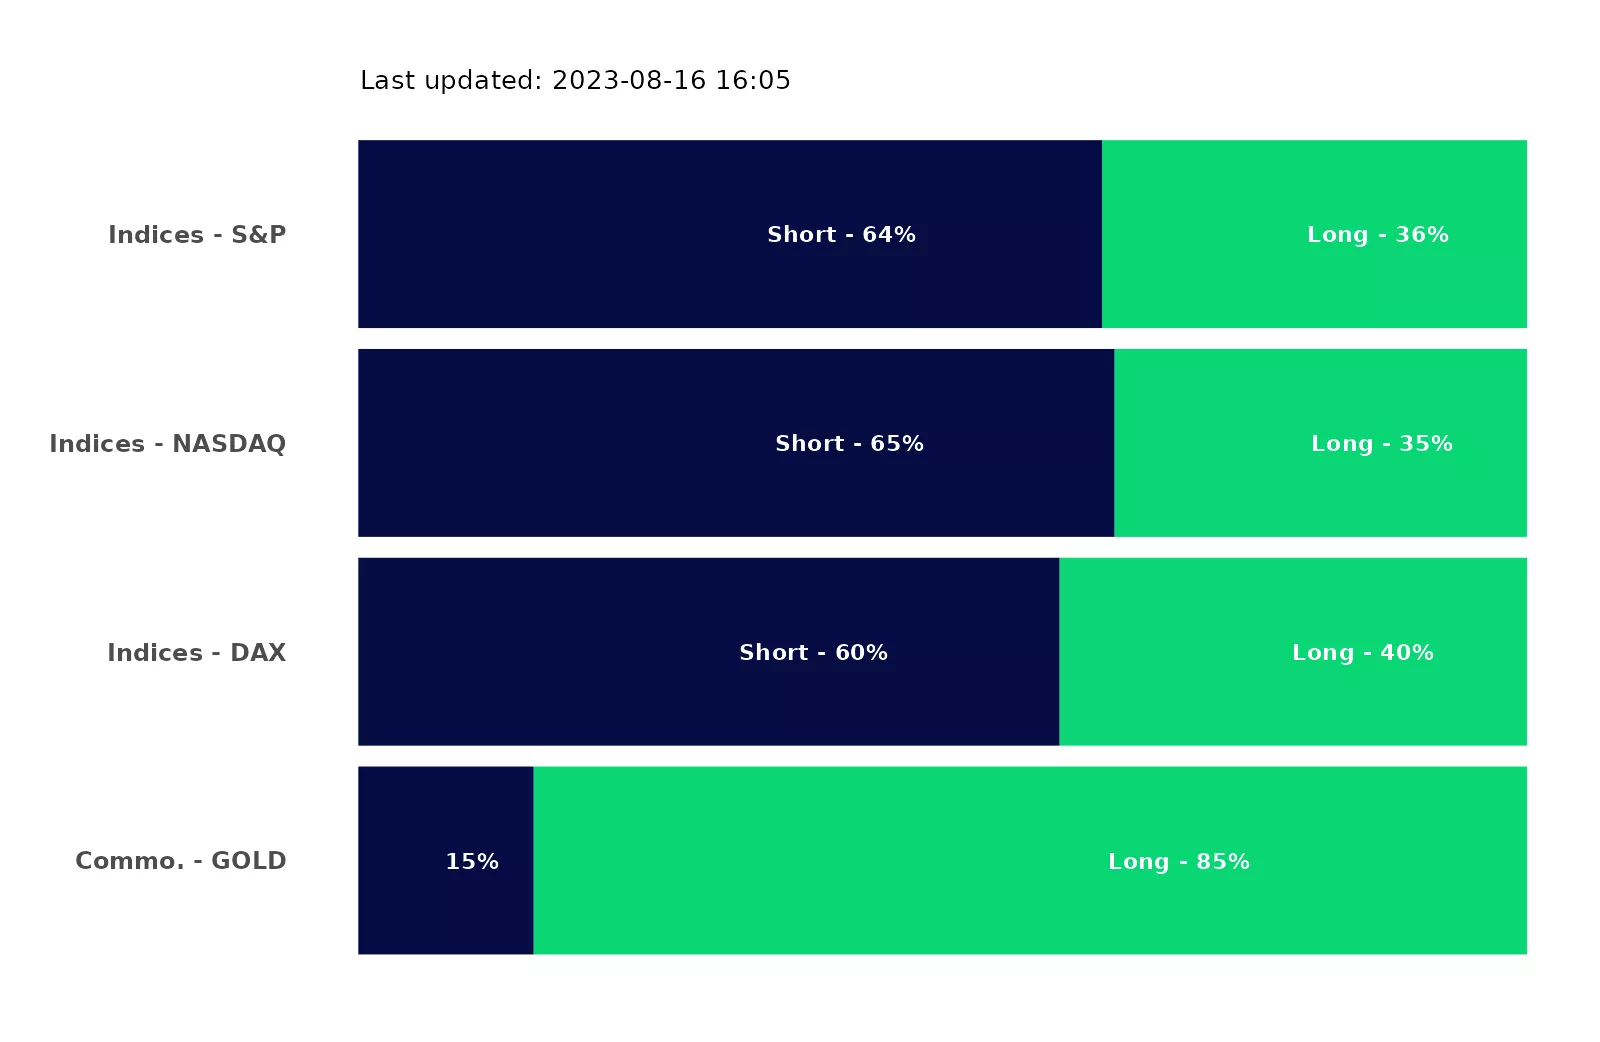 Last updated: 2023-08-16 16:05
Indices - S&P
Short - 64%
Long - 36%
Indices - NASDAQ
Short - 65%
Long - 35%
Indices - DAX
Short - 60%
Long - 40%
Commo. - GOLD
15%
Long - 85%